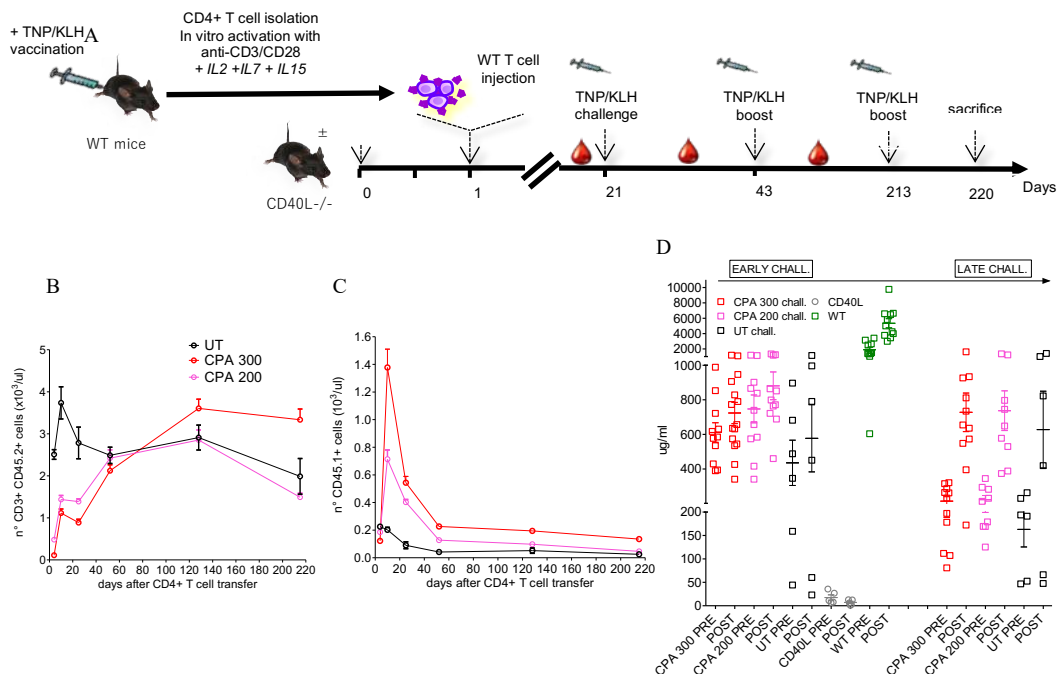 A
+ TNP/KLH
vaccination
CD4+ T cell isolation
In vitro activation with
anti-CD3/CD28
+ IL2 +IL7 + IL15
WT T cell
injection
TNP/KLH
challenge
TNP/KLH
boost
TNP/KLH
boost
sacrifice
WT mice
±
CD40L-/-
0
1
21
43
213
220
Days
B
UT
CPA 300
CPA 200
n° CD3+ CD45.2+ cells (x10³/ul)
5
4
3
2
1
0
0 20 40 60 80 100 120 140 160 180 200 220
days after CD4+ T cell transfer
C
n° CD45.1+ cells (10³/ul)
1.6
1.4
1.2
1.0
0.8
0.6
0.4
0.2
0.0
0 20 40 60 80 100 120 140 160 180 200 220
days after CD4+ T cell transfer
D
EARLY CHALL.
LATE CHALL.
CPA 300 chall.
CPA 200 chall.
UT chall.
CD40L
WT
ug/ml
10000
8000
6000
4000
2000
1000
800
600
400
200
150
100
50
0
CPA 300 PRE
POST
CPA 200 PRE
POST
UT PRE
POST
CD40L PRE
POST
WT PRE
POST
CPA 300 PRE
POST
CPA 200 PRE
POST
UT PRE
POST